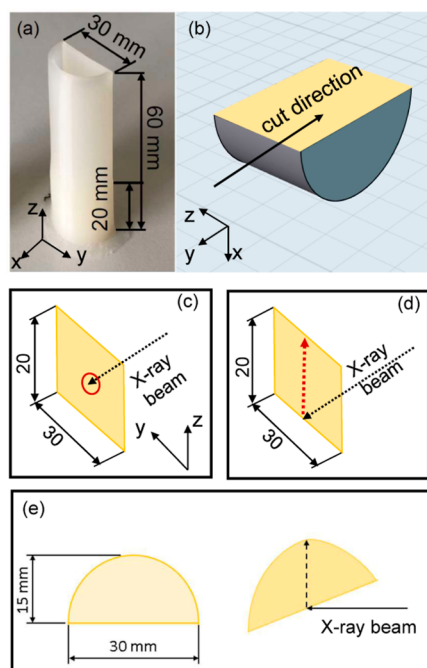 (a)
30 mm
60 mm
20 mm
z
x
y
(b)
cut direction
z
y
x
(c)
20
30
X-ray
beam
y
z
(d)
20
30
X-ray
beam
(e)
15 mm
30 mm
X-ray beam